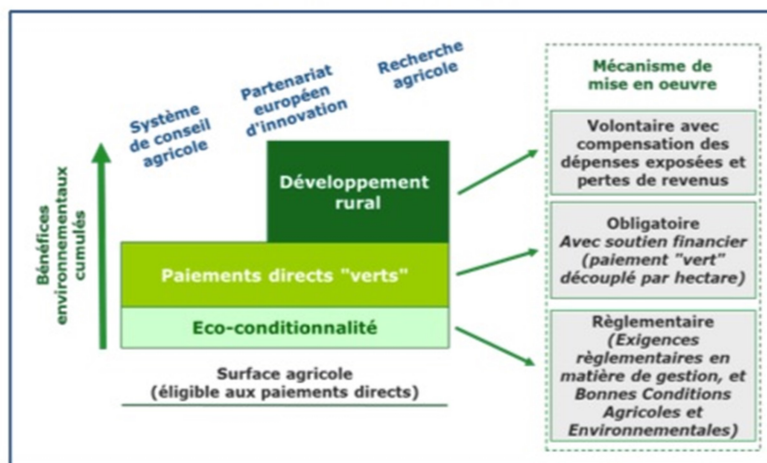 Système
de conseil
agricole
Partenariat
européen
d'innovation
Recherche
agricole
Bénéfices
environnementaux
cumulés
Développement
rural
Paiements directs "verts"
Eco-conditionnalité
Surface agricole
(éligible aux paiements directs)
Mécanisme de
mise en oeuvre
Volontaire avec
compensation des
dépenses exposées et
pertes de revenus
Obligatoire
Avec soutien financier
(paiement "vert"
découplé par hectare)
Règlementaire
(Exigences
règlementaires en
matière de gestion, et
Bonnes Conditions
Agricoles et
Environnementales)